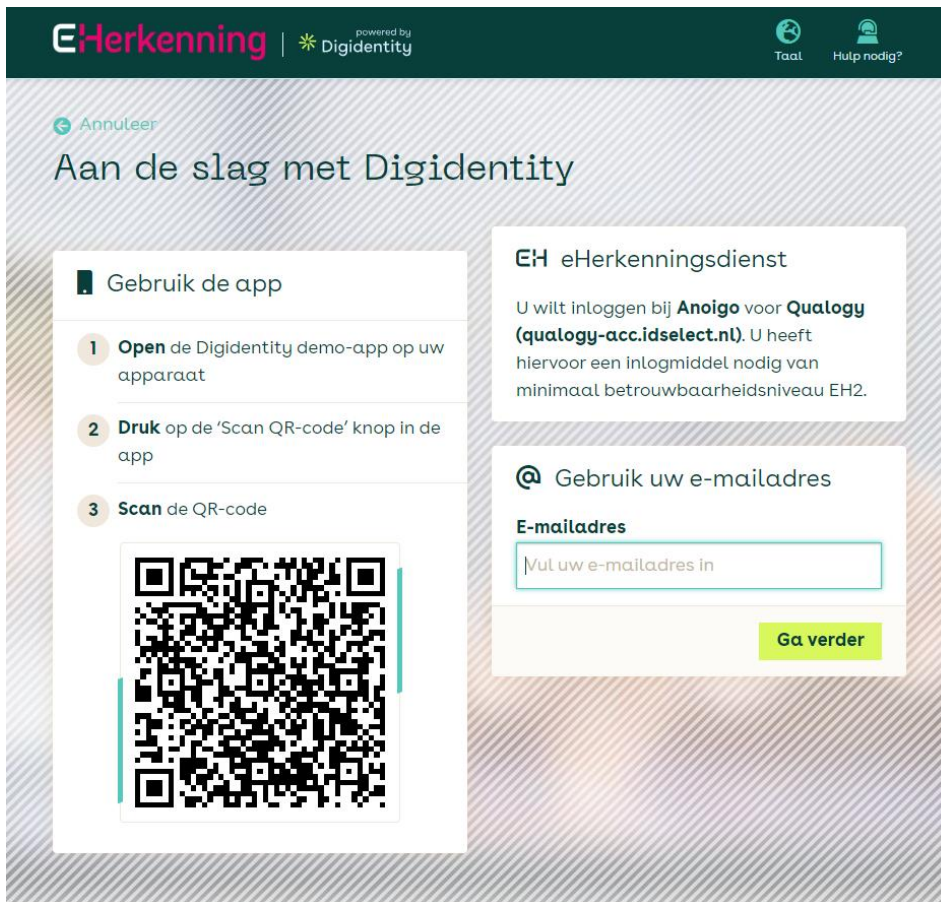 EHerkenning | powered by Digidentity
Taal
Hulp nodig?
Annuleer
Aan de slag met Digidentity
Gebruik de app
1 Open de Digidentity demo-app op uw
apparaat
2 Druk op de ‘Scan QR-code’ knop in de
app
3 Scan de QR-code
EH eHerkenningsdienst
U wilt inloggen bij Anoigo voor Qualogy
(qualogy-acc.idselect.nl). U heeft
hiervoor een inlogmiddel nodig van
minimaal betrouwbaarheidsniveau EH2.
@ Gebruik uw e-mailadres
E-mailadres
Vul uw e-mailadres in
Ga verder